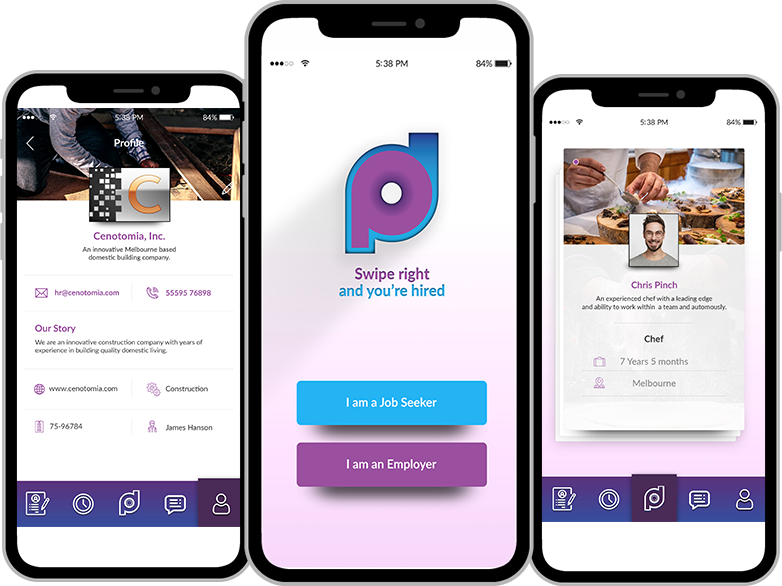 5:38 PM 84%
Profile
C
Cenotomia, Inc.
An innovative Melbourne based
domestic building company.
hr@cenotomia.com 55595 76898
Our Story
We are an innovative construction company with years of
experience in building quality domestic living.
www.cenotomia.com Construction
75-96784 James Hanson
5:38 PM 84%
Swipe right
and you're hired
I am a Job Seeker
I am an Employer
5:38 PM 84%
Chris Pinch
An experienced chef with a leading edge
and ability to work within a team and automously.
Chef
7 Years 5 months
Melbourne